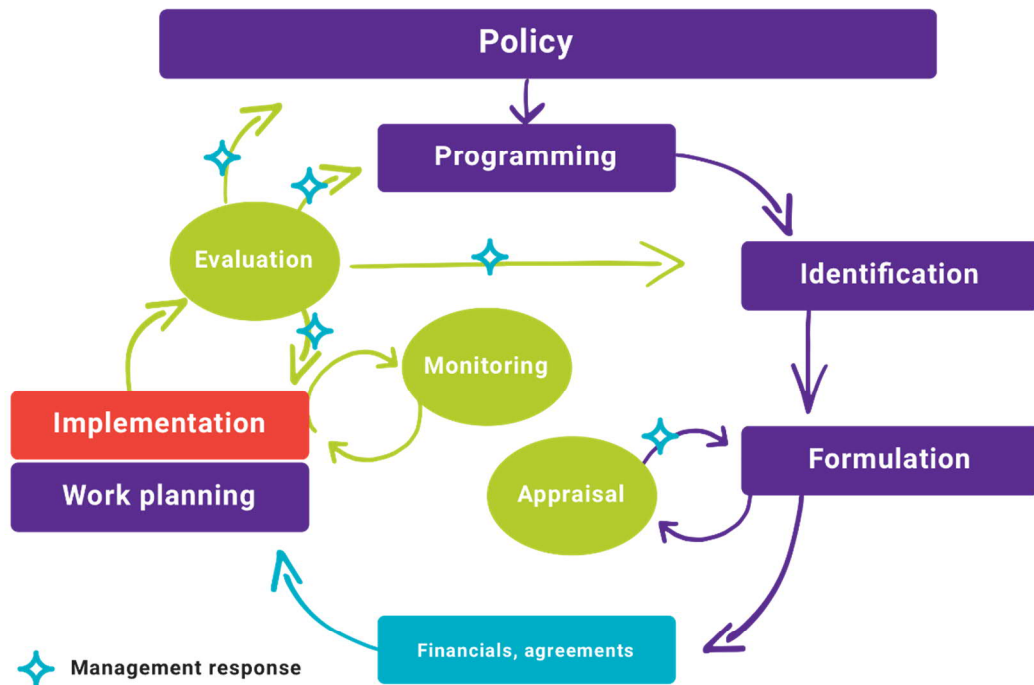 Policy
Programming
Evaluation
Identification
Monitoring
Implementation
Formulation
Work planning
Appraisal
Financials, agreements
Management response